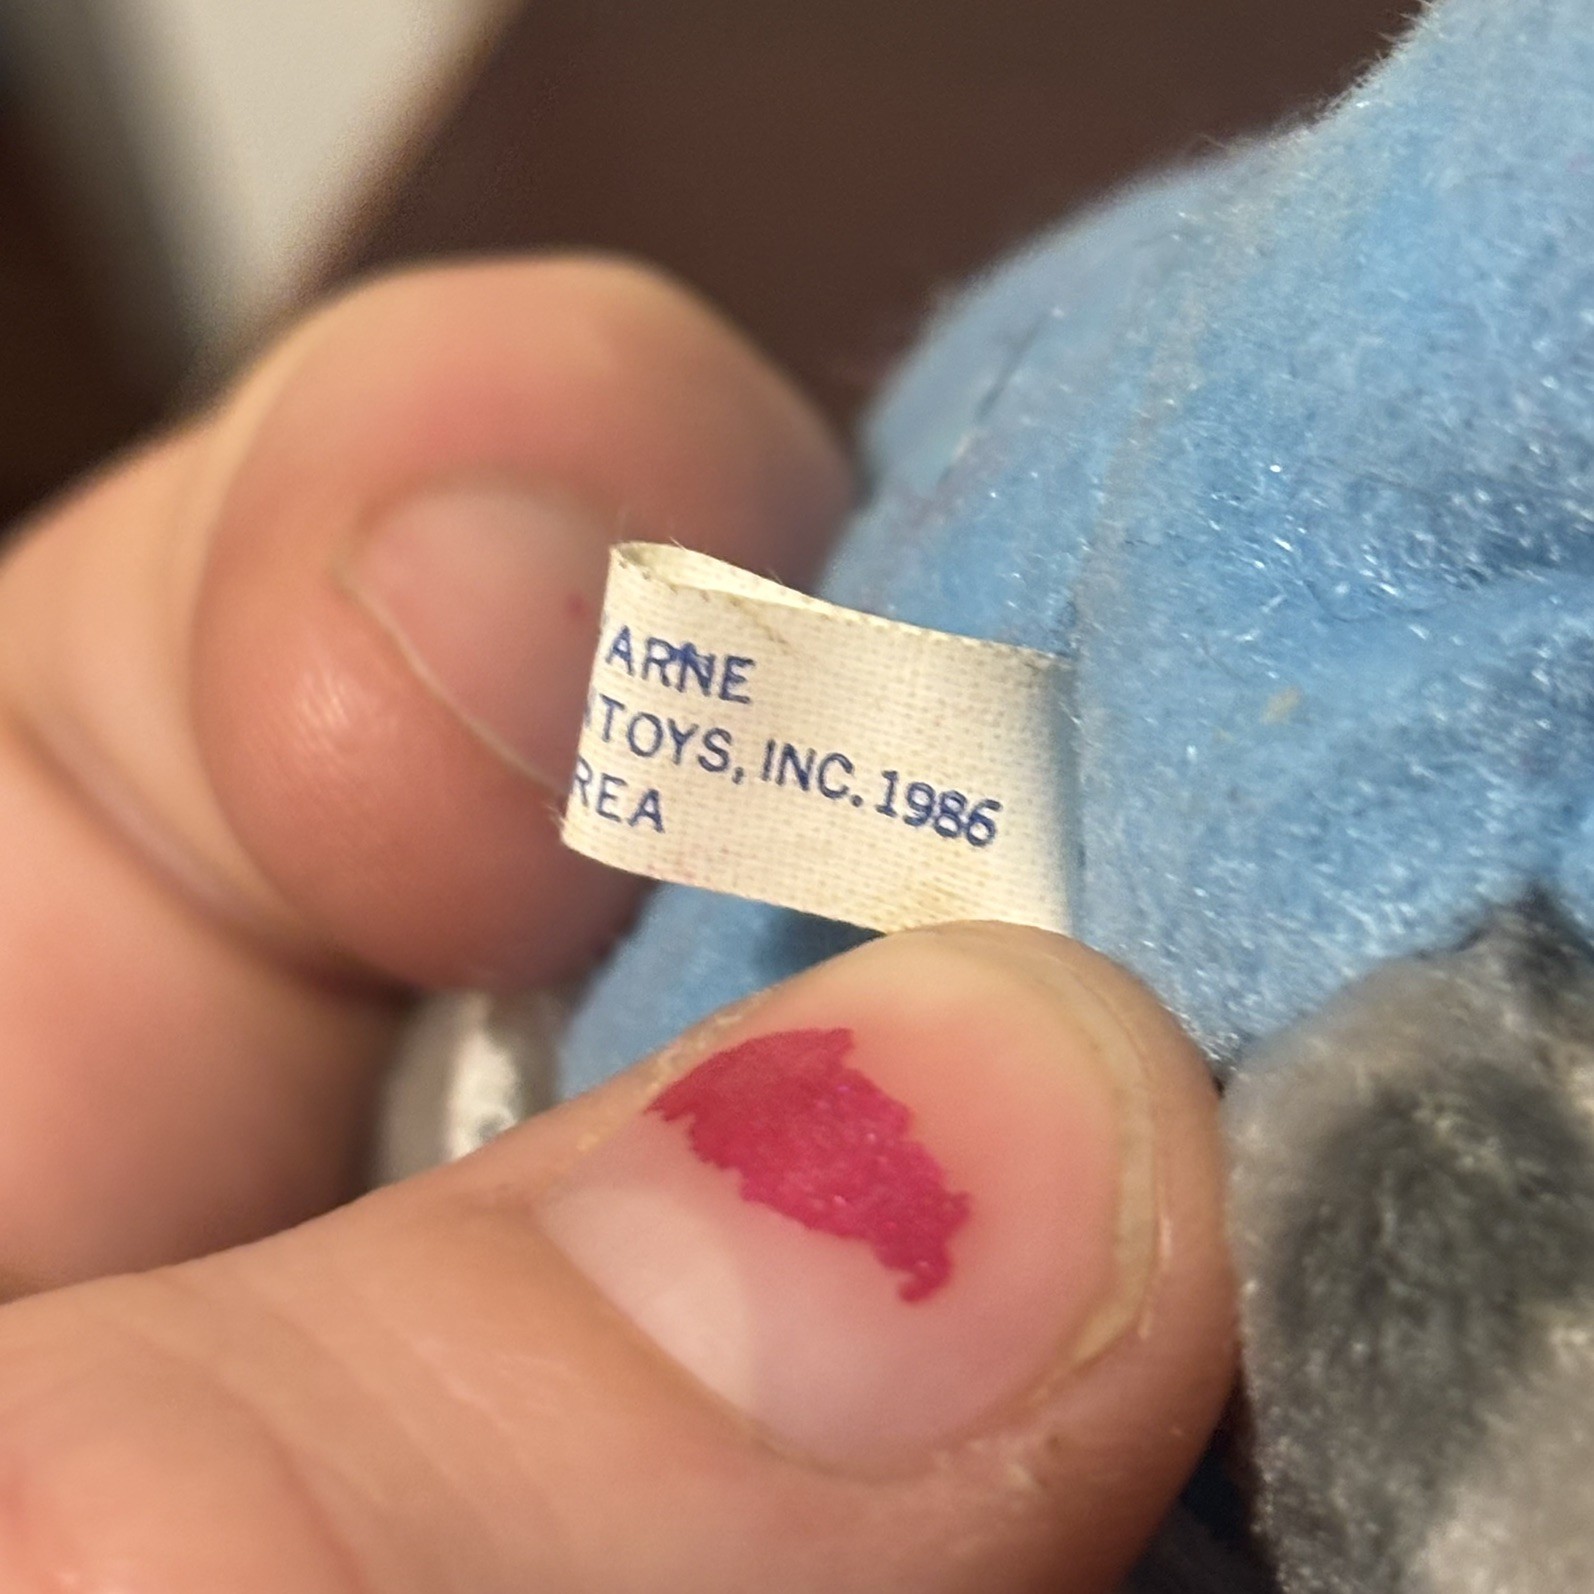 ARNE
TOYS, INC. 1986
REA